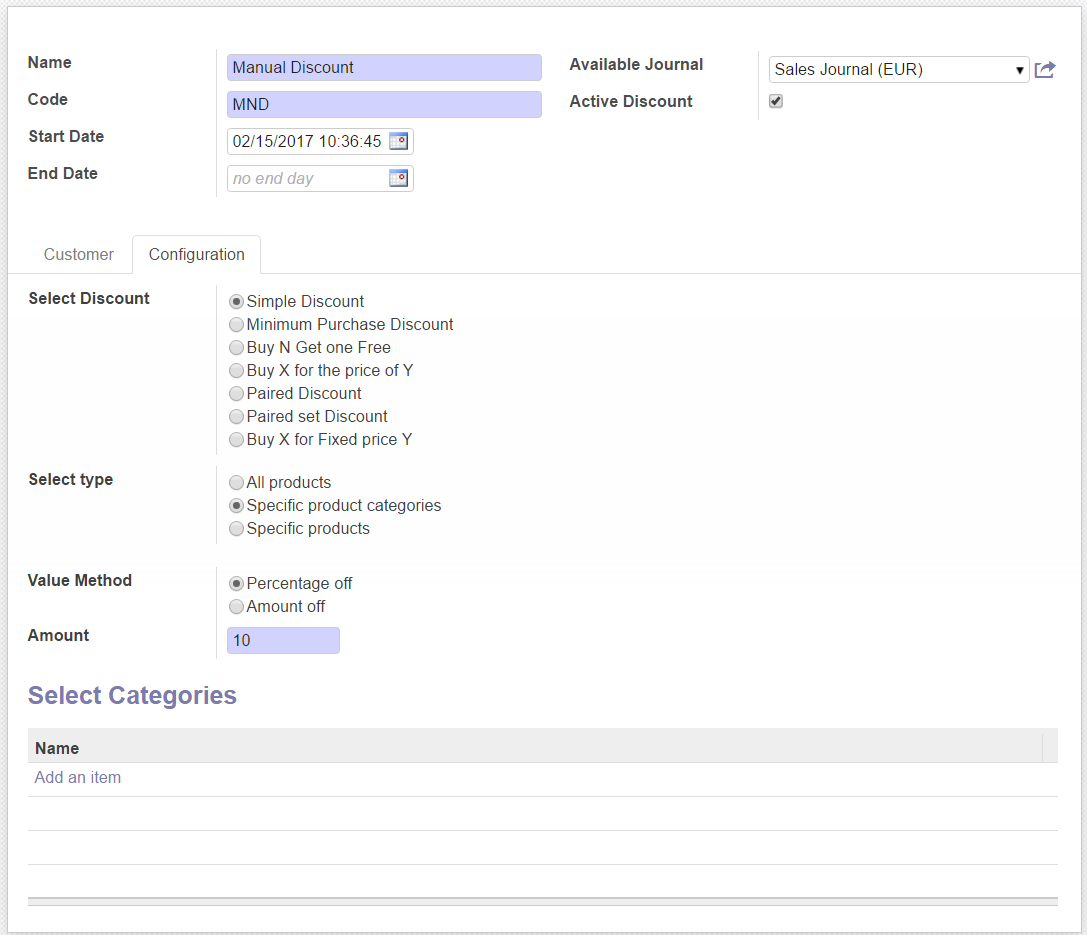 Name
Manual Discount
Available Journal
Sales Journal (EUR)
Code
MND
Active Discount
Start Date
02/15/2017 10:36:45
End Date
no end day
Customer
Configuration
Select Discount
Simple Discount
Minimum Purchase Discount
Buy N Get one Free
Buy X for the price of Y
Paired Discount
Paired set Discount
Buy X for Fixed price Y
Select type
All products
Specific product categories
Specific products
Value Method
Percentage off
Amount off
Amount
10
Select Categories
Name
Add an item